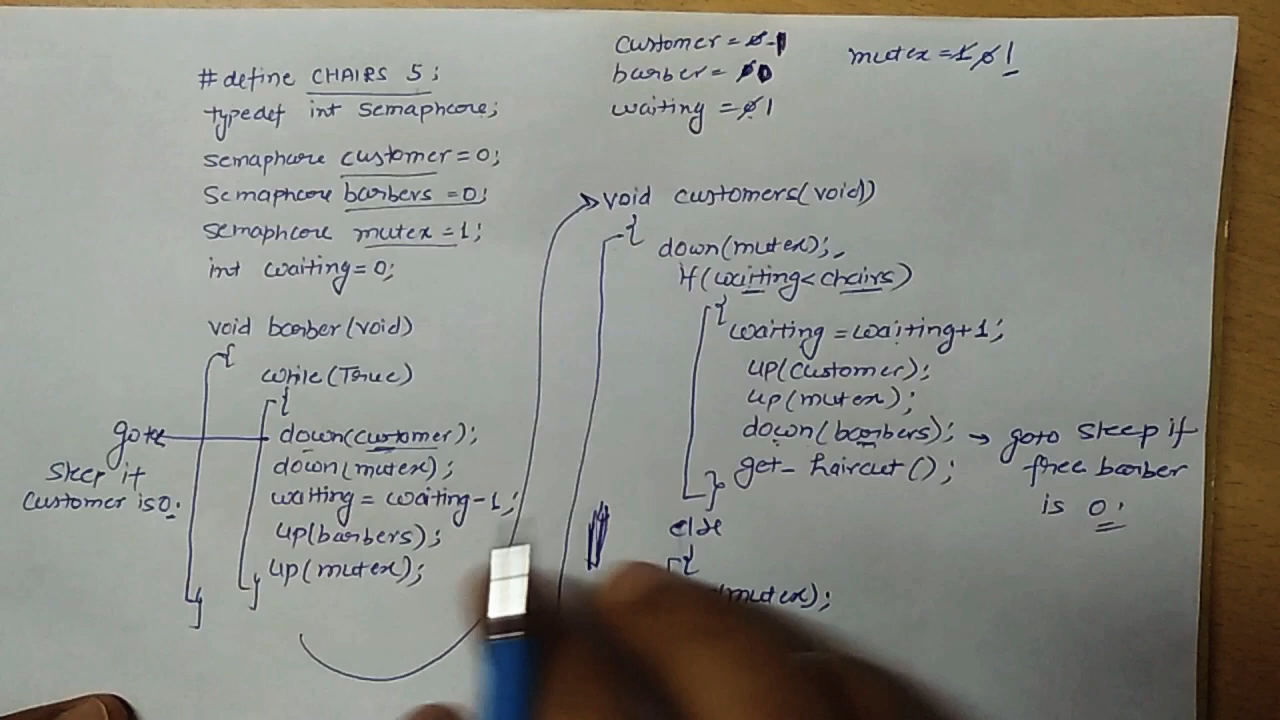 #define CHAIRS 5;
typedef int Semaphore;
semaphore customer=0;
Semaphore barbers=0;
semaphore mutex=1;
int waiting=0;
void barber(void)
{
while(True)
{
down(customer);
down(mutex);
waiting = waiting-1;
up(barbers);
up(mutex);
}
}
goto
sleep if
customer is 0.
customer = 0 -1
barber = 0 0
waiting = 0 1
mutex = 1 0 1
void customers(void)
{
down(mutex);
If(waiting<chairs)
{
waiting = waiting+1;
up(customer);
up(mutex);
down(barbers); → goto sleep if
free barber
is 0.
get_haircut();
}
else
{
(mutex);